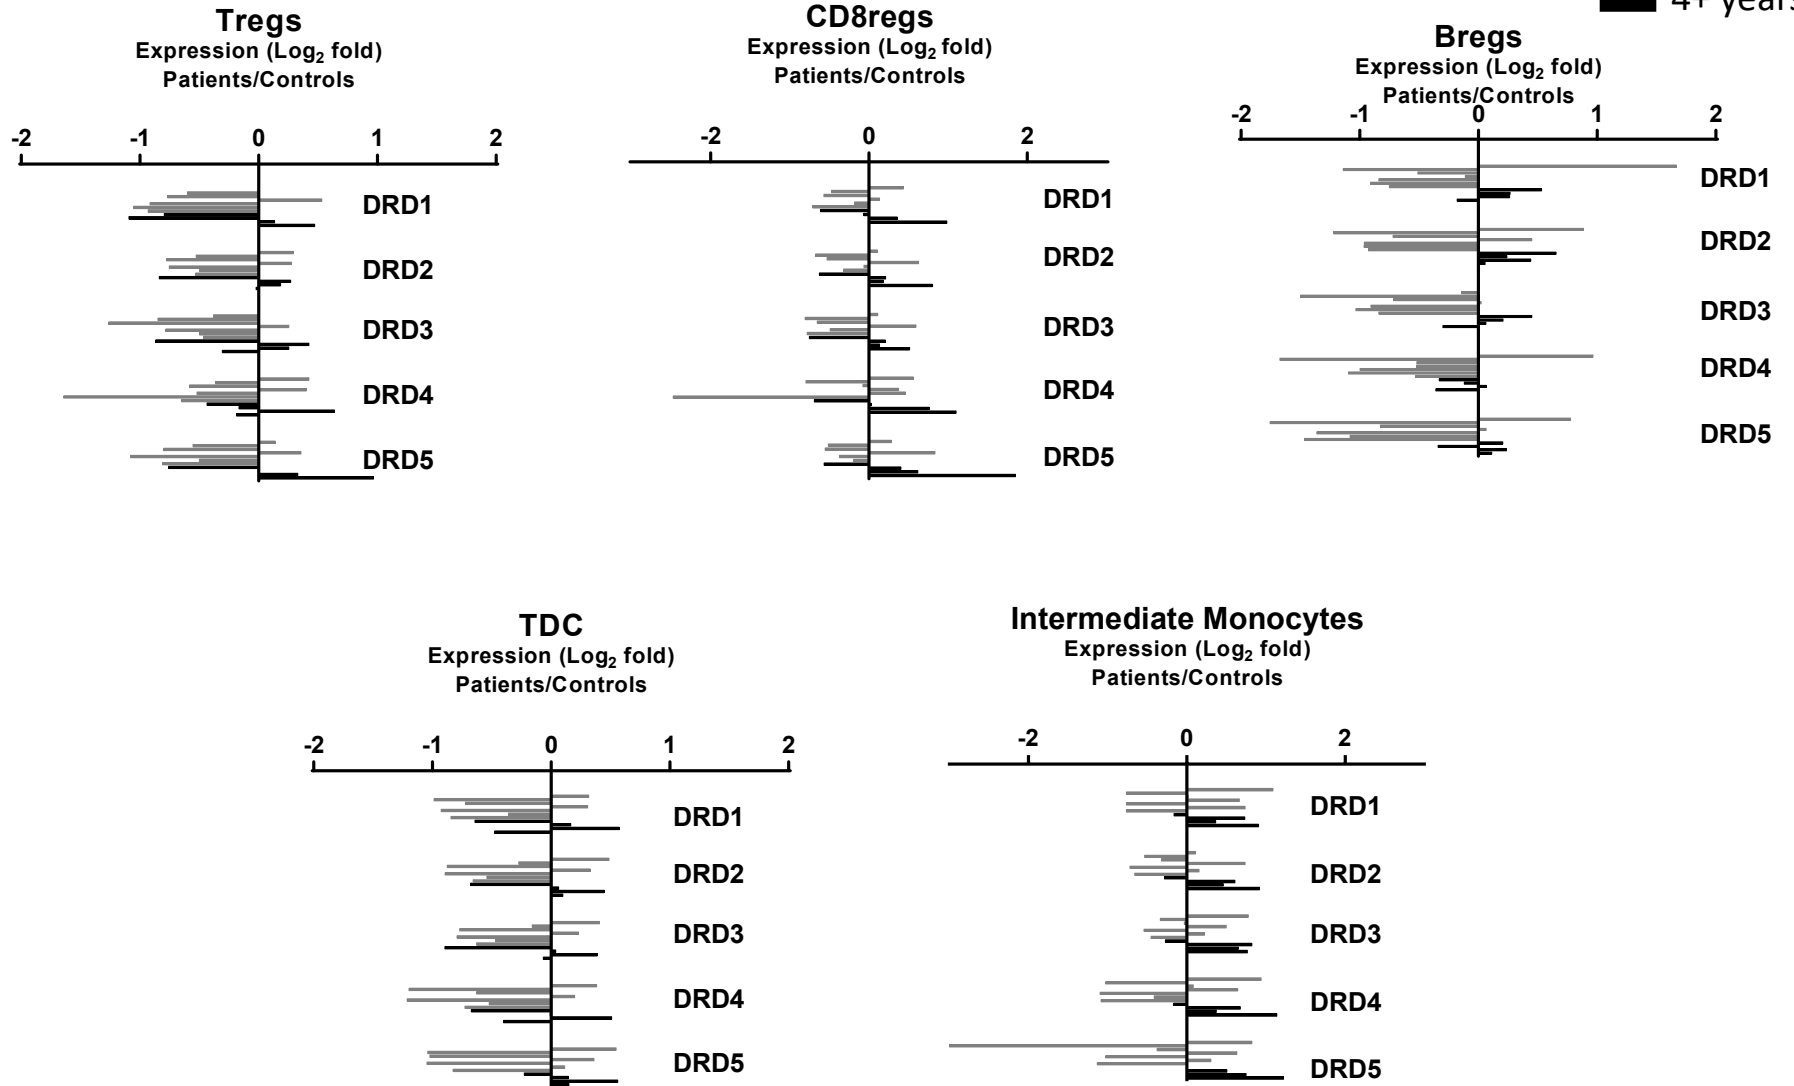 4+ years
Tregs
Expression (Log₂ fold)
Patients/Controls
-2 -1 0 1 2
DRD1
DRD2
DRD3
DRD4
DRD5
CD8regs
Expression (Log₂ fold)
Patients/Controls
-2 0 2
DRD1
DRD2
DRD3
DRD4
DRD5
Bregs
Expression (Log₂ fold)
Patients/Controls
-2 -1 0 1 2
DRD1
DRD2
DRD3
DRD4
DRD5
TDC
Expression (Log₂ fold)
Patients/Controls
-2 -1 0 1 2
DRD1
DRD2
DRD3
DRD4
DRD5
Intermediate Monocytes
Expression (Log₂ fold)
Patients/Controls
-2 0 2
DRD1
DRD2
DRD3
DRD4
DRD5